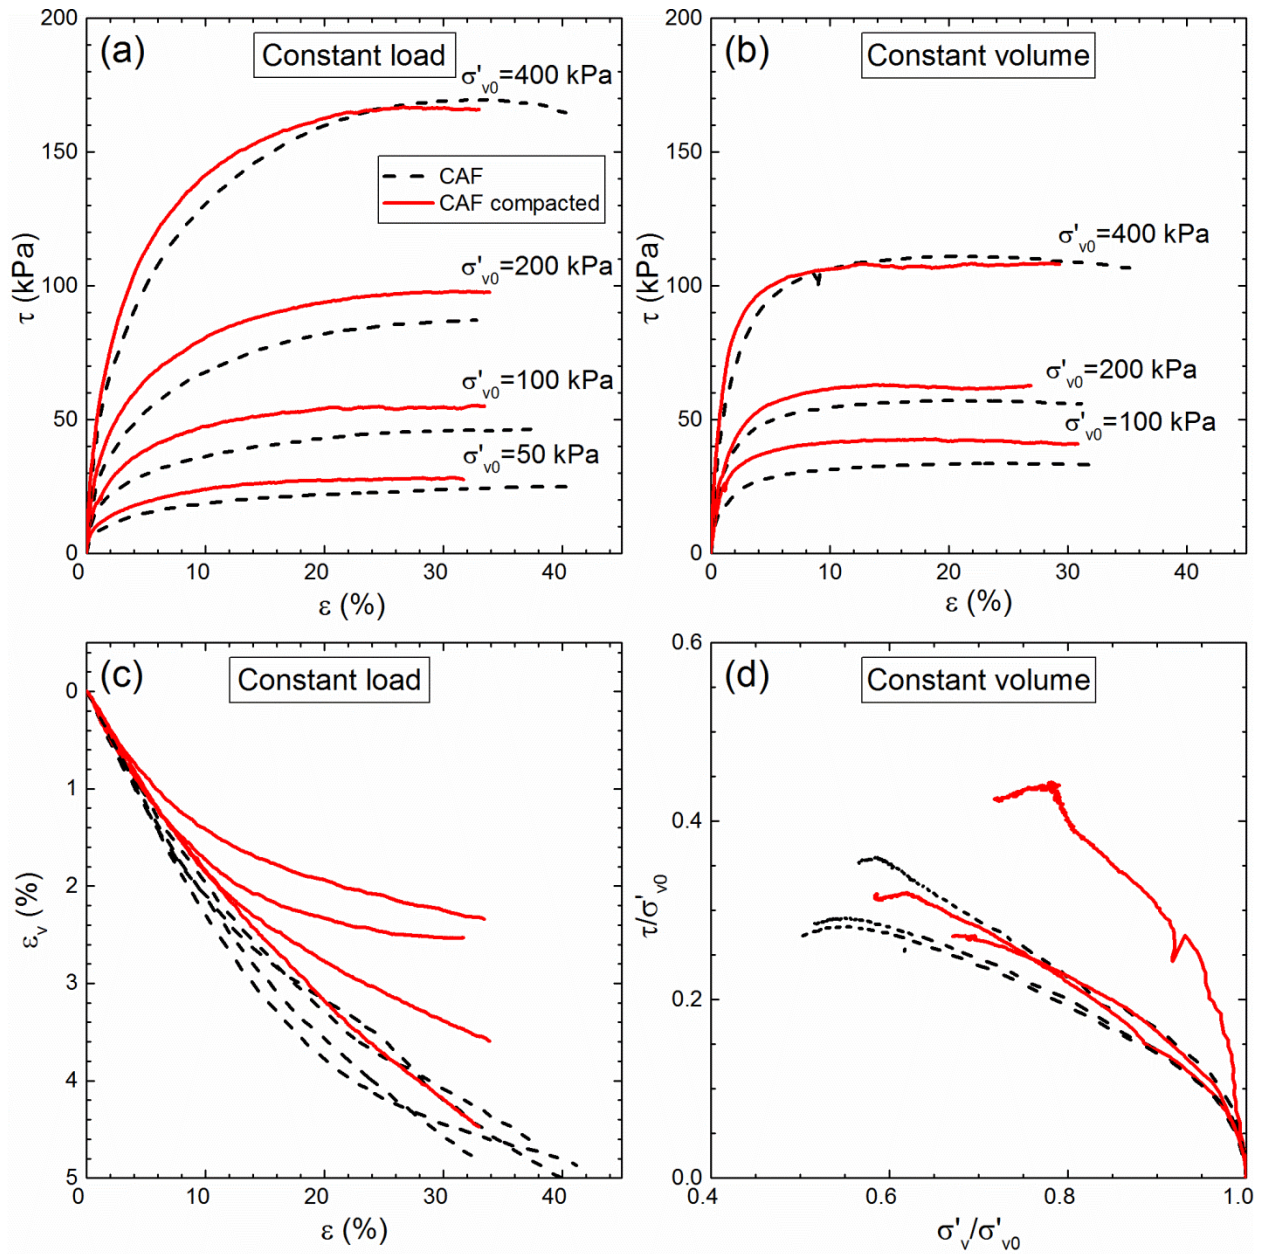 (a)
Constant load
σ'v0=400 kPa
CAF
CAF compacted
σ'v0=200 kPa
σ'v0=100 kPa
σ'v0=50 kPa
200
150
100
50
0
τ (kPa)
0 10 20 30 40
ε (%)
(b)
Constant volume
σ'v0=400 kPa
σ'v0=200 kPa
σ'v0=100 kPa
200
150
100
50
0
τ (kPa)
0 10 20 30 40
ε (%)
(c)
Constant load
0
1
2
3
4
5
εv (%)
0 10 20 30 40
ε (%)
(d)
Constant volume
0.6
0.4
0.2
0.0
τ/σ'v0
0.4 0.6 0.8 1.0
σ'v/σ'v0